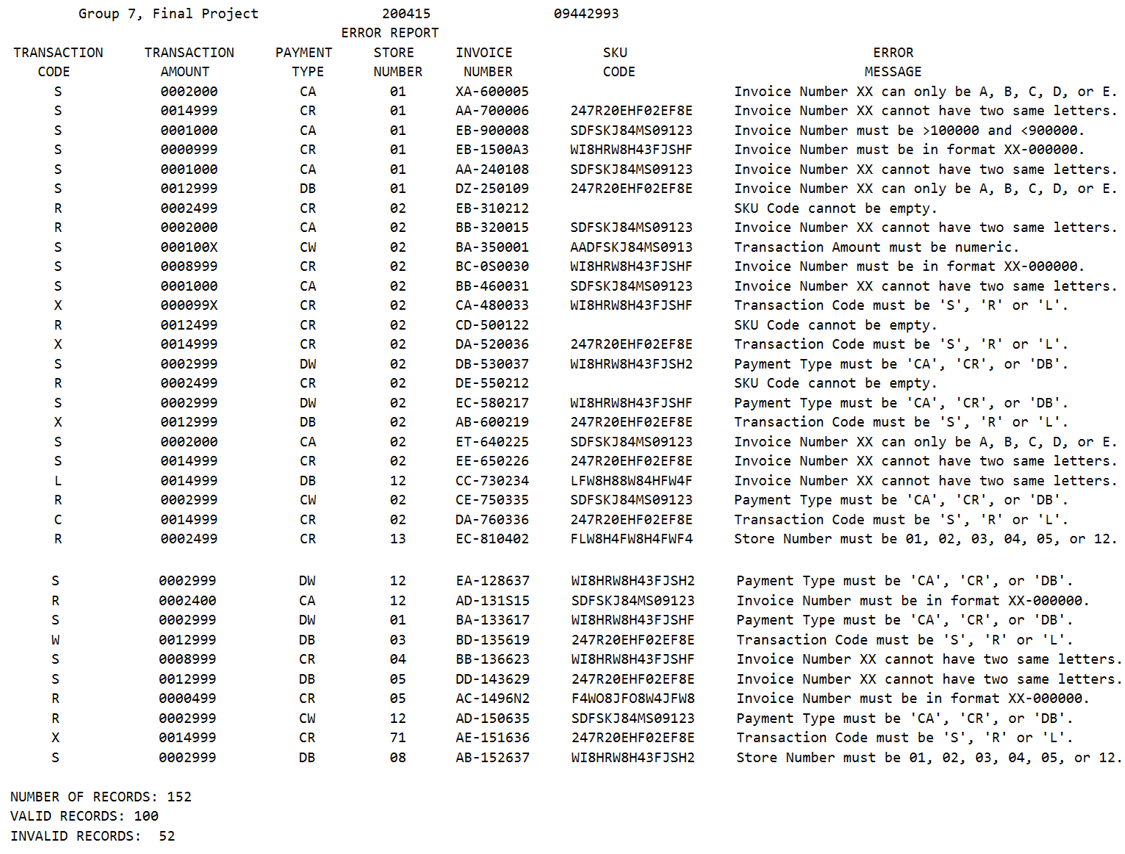 Group 7, Final Project 200415 09442993
ERROR REPORT
TRANSACTION TRANSACTION PAYMENT STORE INVOICE SKU ERROR
CODE AMOUNT TYPE NUMBER NUMBER CODE MESSAGE
S 0002000 CA 01 XA-600005 Invoice Number XX can only be A, B, C, D, or E.
S 0014999 CR 01 AA-700006 247R20EHF02EF8E Invoice Number XX cannot have two same letters.
S 0001000 CA 01 EB-900008 SDFSKJ84MS09123 Invoice Number must be >100000 and <900000.
S 0000999 CR 01 EB-1500A3 WI8HRW8H43FJSHF Invoice Number must be in format XX-000000.
S 0001000 CA 01 AA-240108 SDFSKJ84MS09123 Invoice Number XX cannot have two same letters.
S 0012999 DB 01 DZ-250109 247R20EHF02EF8E Invoice Number XX can only be A, B, C, D, or E.
R 0002499 CR 02 EB-310212 SKU Code cannot be empty.
R 0002000 CA 02 BB-320015 SDFSKJ84MS09123 Invoice Number XX cannot have two same letters.
S 000100X CW 02 BA-350001 AADFSKJ84MS0913 Transaction Amount must be numeric.
S 0008999 CR 02 BC-0S0030 WI8HRW8H43FJSHF Invoice Number must be in format XX-000000.
S 0001000 CA 02 BB-460031 SDFSKJ84MS09123 Invoice Number XX cannot have two same letters.
X 000099X CR 02 CA-480033 WI8HRW8H43FJSHF Transaction Code must be 'S', 'R' or 'L'.
R 0012499 CR 02 CD-500122 SKU Code cannot be empty.
X 0014999 CR 02 DA-520036 247R20EHF02EF8E Transaction Code must be 'S', 'R' or 'L'.
S 0002999 DW 02 DB-530037 WI8HRW8H43FJSH2 Payment Type must be 'CA', 'CR', or 'DB'.
R 0002499 CR 02 DE-550212 SKU Code cannot be empty.
S 0002999 DW 02 EC-580217 WI8HRW8H43FJSHF Payment Type must be 'CA', 'CR', or 'DB'.
X 0012999 DB 02 AB-600219 247R20EHF02EF8E Transaction Code must be 'S', 'R' or 'L'.
S 0002000 CA 02 ET-640225 SDFSKJ84MS09123 Invoice Number XX can only be A, B, C, D, or E.
S 0014999 CR 02 EE-650226 247R20EHF02EF8E Invoice Number XX cannot have two same letters.
L 0014999 DB 12 CC-730234 LFW8H88W84HFW4F Invoice Number XX cannot have two same letters.
R 0002999 CW 02 CE-750335 SDFSKJ84MS09123 Payment Type must be 'CA', 'CR', or 'DB'.
C 0014999 CR 02 DA-760336 247R20EHF02EF8E Transaction Code must be 'S', 'R' or 'L'.
R 0002499 CR 13 EC-810402 FLW8H4FW8H4FWF4 Store Number must be 01, 02, 03, 04, 05, or 12.
S 0002999 DW 12 EA-128637 WI8HRW8H43FJSH2 Payment Type must be 'CA', 'CR', or 'DB'.
R 0002400 CA 12 AD-131S15 SDFSKJ84MS09123 Invoice Number must be in format XX-000000.
S 0002999 DW 01 BA-133617 WI8HRW8H43FJSHF Payment Type must be 'CA', 'CR', or 'DB'.
W 0012999 DB 03 BD-135619 247R20EHF02EF8E Transaction Code must be 'S', 'R' or 'L'.
S 0008999 CR 04 BB-136623 WI8HRW8H43FJSHF Invoice Number XX cannot have two same letters.
S 0012999 DB 05 DD-143629 247R20EHF02EF8E Invoice Number XX cannot have two same letters.
R 0000499 CR 05 AC-1496N2 F4WO8JFO8W4JFW8 Invoice Number must be in format XX-000000.
R 0002999 CW 12 AD-150635 SDFSKJ84MS09123 Payment Type must be 'CA', 'CR', or 'DB'.
X 0014999 CR 71 AE-151636 247R20EHF02EF8E Transaction Code must be 'S', 'R' or 'L'.
S 0002999 DB 08 AB-152637 WI8HRW8H43FJSH2 Store Number must be 01, 02, 03, 04, 05, or 12.
NUMBER OF RECORDS: 152
VALID RECORDS: 100
INVALID RECORDS: 52